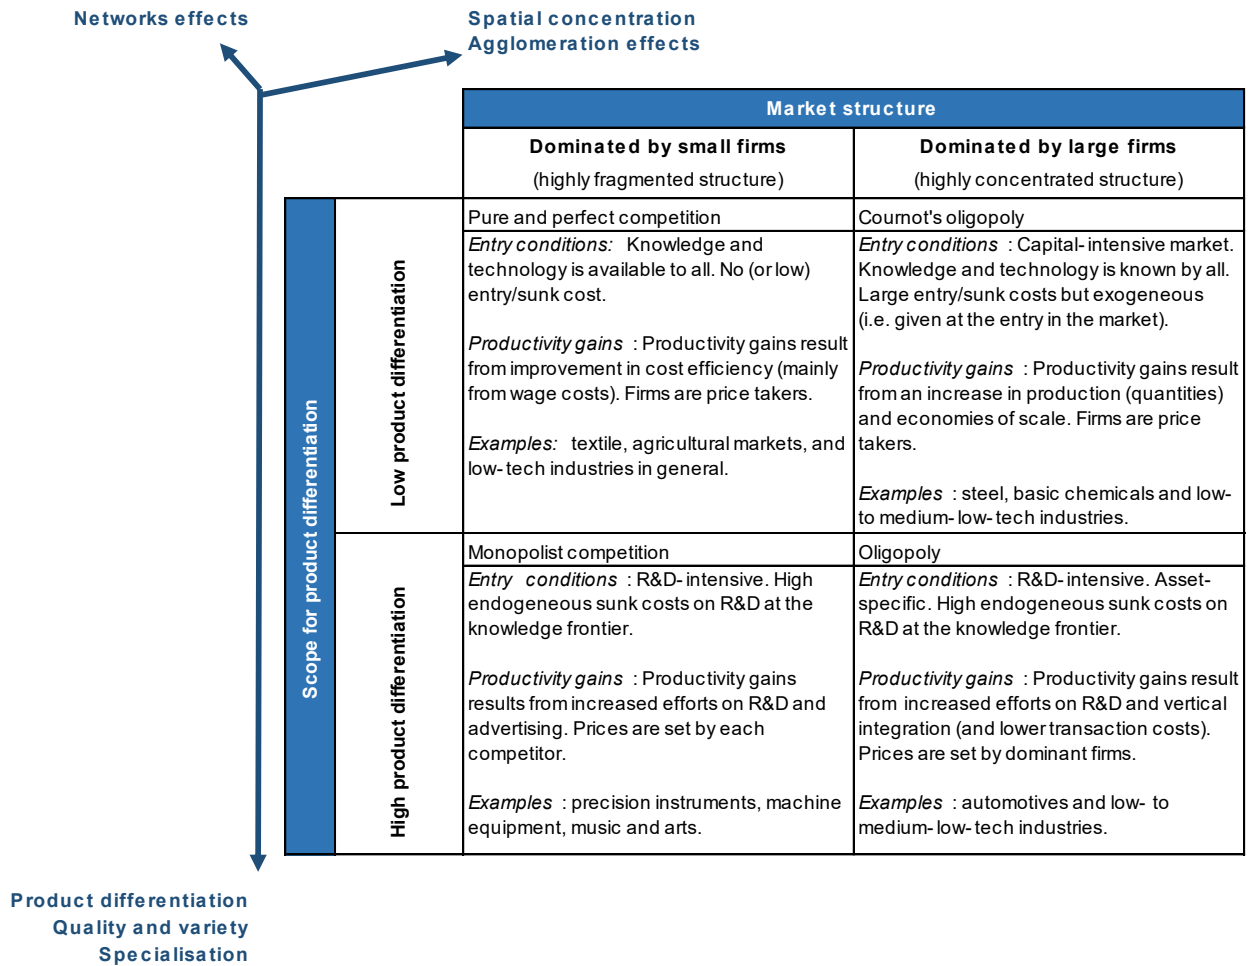 Networks effects
Spatial concentration
Agglomeration effects
Market structure
Dominated by small firms
(highly fragmented structure)
Dominated by large firms
(highly concentrated structure)
Scope for product differentiation
Low product differentiation
Pure and perfect competition
Entry conditions: Knowledge and
technology is available to all. No (or low)
entry/sunk cost.
Productivity gains : Productivity gains result
from improvement in cost efficiency (mainly
from wage costs). Firms are price takers.
Examples: textile, agricultural markets, and
low-tech industries in general.
Cournot's oligopoly
Entry conditions : Capital-intensive market.
Knowledge and technology is known by all.
Large entry/sunk costs but exogeneous
(i.e. given at the entry in the market).
Productivity gains : Productivity gains result
from an increase in production (quantities)
and economies of scale. Firms are price
takers.
Examples : steel, basic chemicals and low-
to medium-low-tech industries.
High product differentiation
Monopolist competition
Entry conditions : R&D-intensive. High
endogeneous sunk costs on R&D at the
knowledge frontier.
Productivity gains : Productivity gains
results from increased efforts on R&D and
advertising. Prices are set by each
competitor.
Examples : precision instruments, machine
equipment, music and arts.
Oligopoly
Entry conditions : R&D-intensive. Asset-
specific. High endogeneous sunk costs on
R&D at the knowledge frontier.
Productivity gains : Productivity gains result
from increased efforts on R&D and vertical
integration (and lower transaction costs).
Prices are set by dominant firms.
Examples : automotives and low- to
medium-low-tech industries.
Product differentiation
Quality and variety
Specialisation